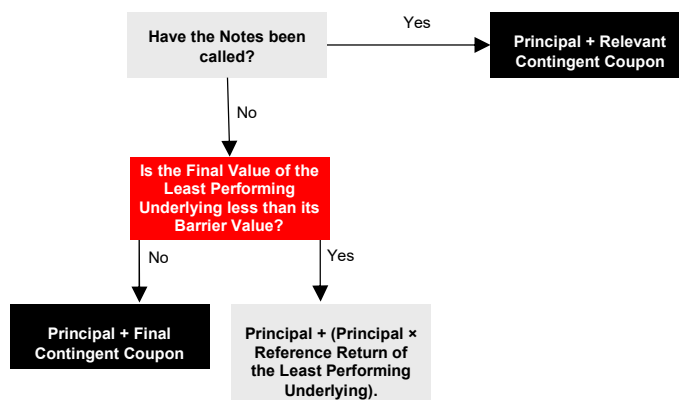 Have the Notes been
called?
Yes
Principal + Relevant
Contingent Coupon
No
Is the Final Value of the
Least Performing
Underlying less than its
Barrier Value?
No
Yes
Principal + Final
Contingent Coupon
Principal + (Principal ×
Reference Return of
the Least Performing
Underlying).